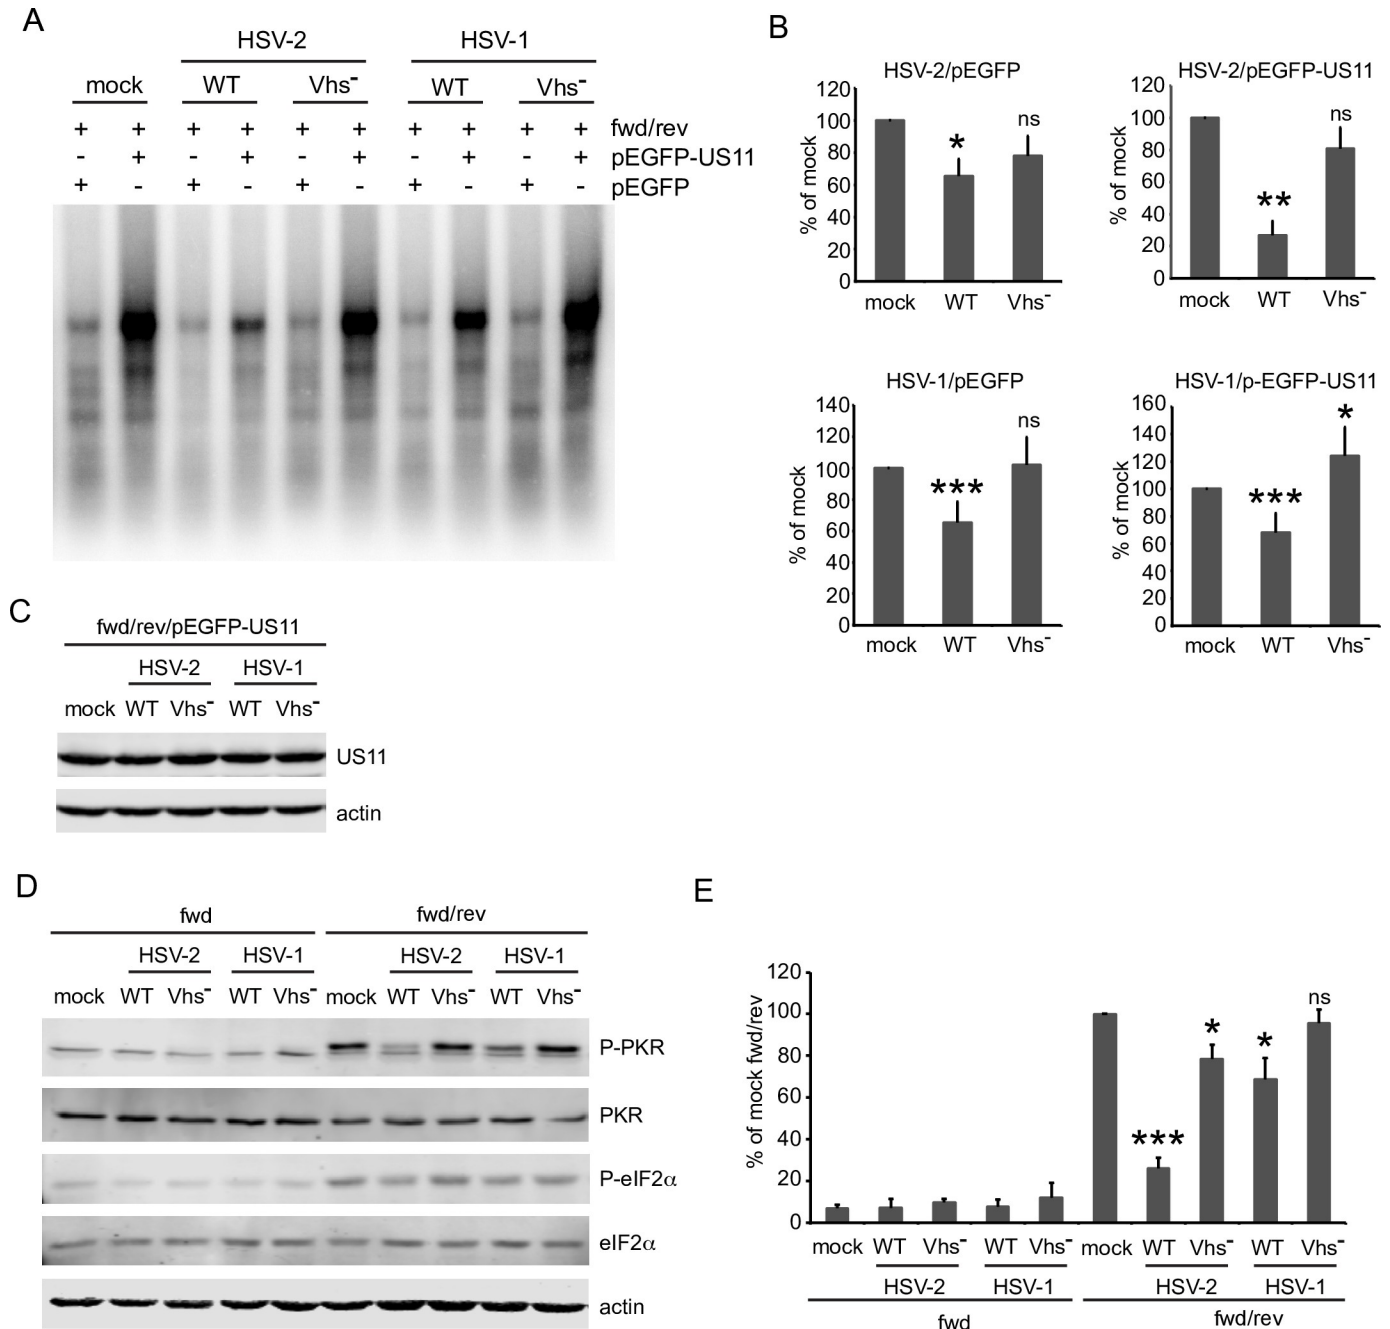 A
HSV-2 HSV-1
mock WT Vhs⁻ WT Vhs⁻
+ + + + + + + + + + fwd/rev
- + - + - + - + - + pEGFP-US11
+ - + - + - + - + - pEGFP
B
HSV-2/pEGFP
% of mock
120
100
80
60
40
20
0
*
ns
mock WT Vhs⁻
HSV-2/pEGFP-US11
% of mock
120
100
80
60
40
20
0
**
ns
mock WT Vhs⁻
HSV-1/pEGFP
% of mock
140
120
100
80
60
40
20
0
***
ns
mock WT Vhs⁻
HSV-1/p-EGFP-US11
% of mock
160
140
120
100
80
60
40
20
0
***
*
mock WT Vhs⁻
C
fwd/rev/pEGFP-US11
HSV-2 HSV-1
mock WT Vhs⁻ WT Vhs⁻
US11
actin
D
fwd fwd/rev
HSV-2 HSV-1 HSV-2 HSV-1
mock WT Vhs⁻ WT Vhs⁻ mock WT Vhs⁻ WT Vhs⁻
P-PKR
PKR
P-eIF2α
eIF2α
actin
E
% of mock fwd/rev
120
100
80
60
40
20
0
***
*
*
ns
mock WT Vhs⁻ WT Vhs⁻ mock WT Vhs⁻ WT Vhs⁻
HSV-2 HSV-1 HSV-2 HSV-1
fwd fwd/rev